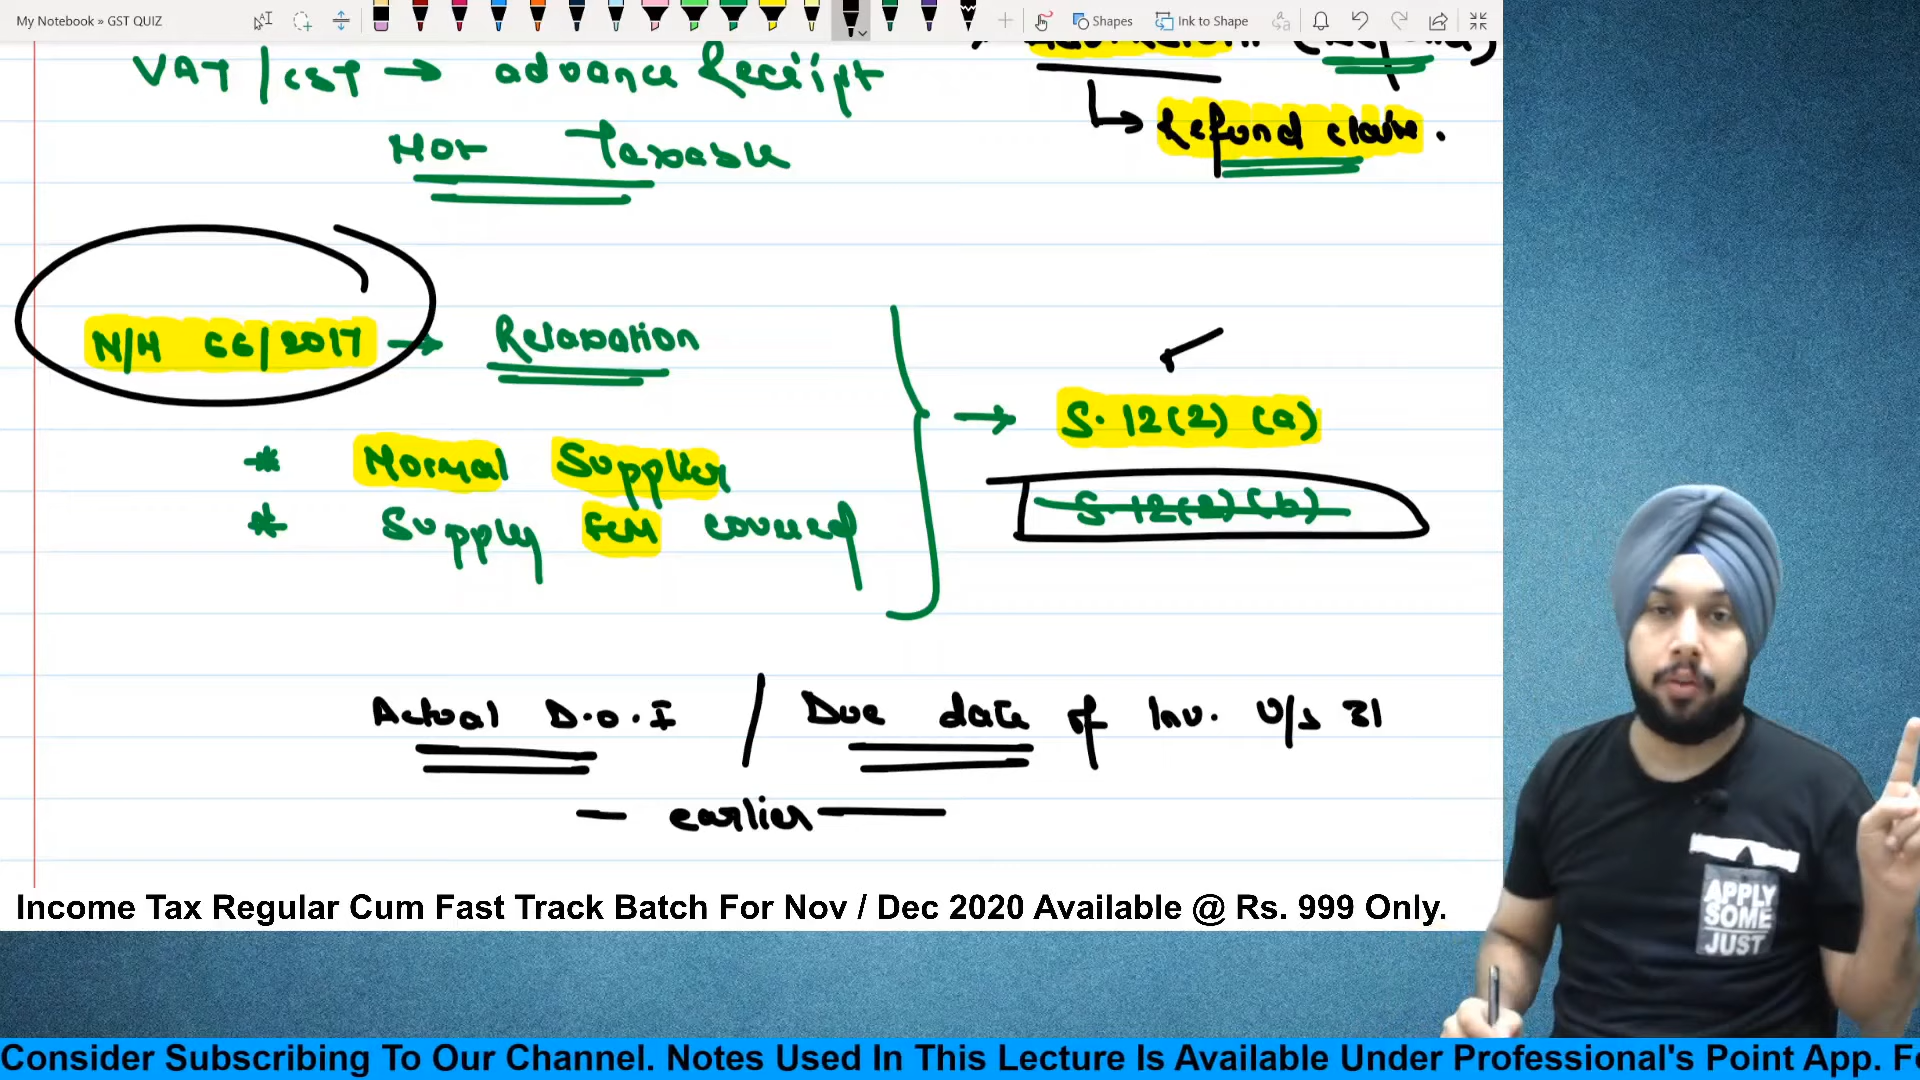 My Notebook » GST QUIZ
Shapes
Ink to Shape
VAT / CST → advance Receipt
Not Taxable
→ Refund claim.
N/N 66/2017 → Relaxation
→ S. 12(2) (a)
* Normal Supplier
S. 12(2) (b)
* Supply FCM covered
Actual D.O.I / Due date of Inv. U/s 31
— earlier —
Income Tax Regular Cum Fast Track Batch For Nov / Dec 2020 Available @ Rs. 999 Only.
APPLY
SOME
JUST
Consider Subscribing To Our Channel. Notes Used In This Lecture Is Available Under Professional's Point App. F